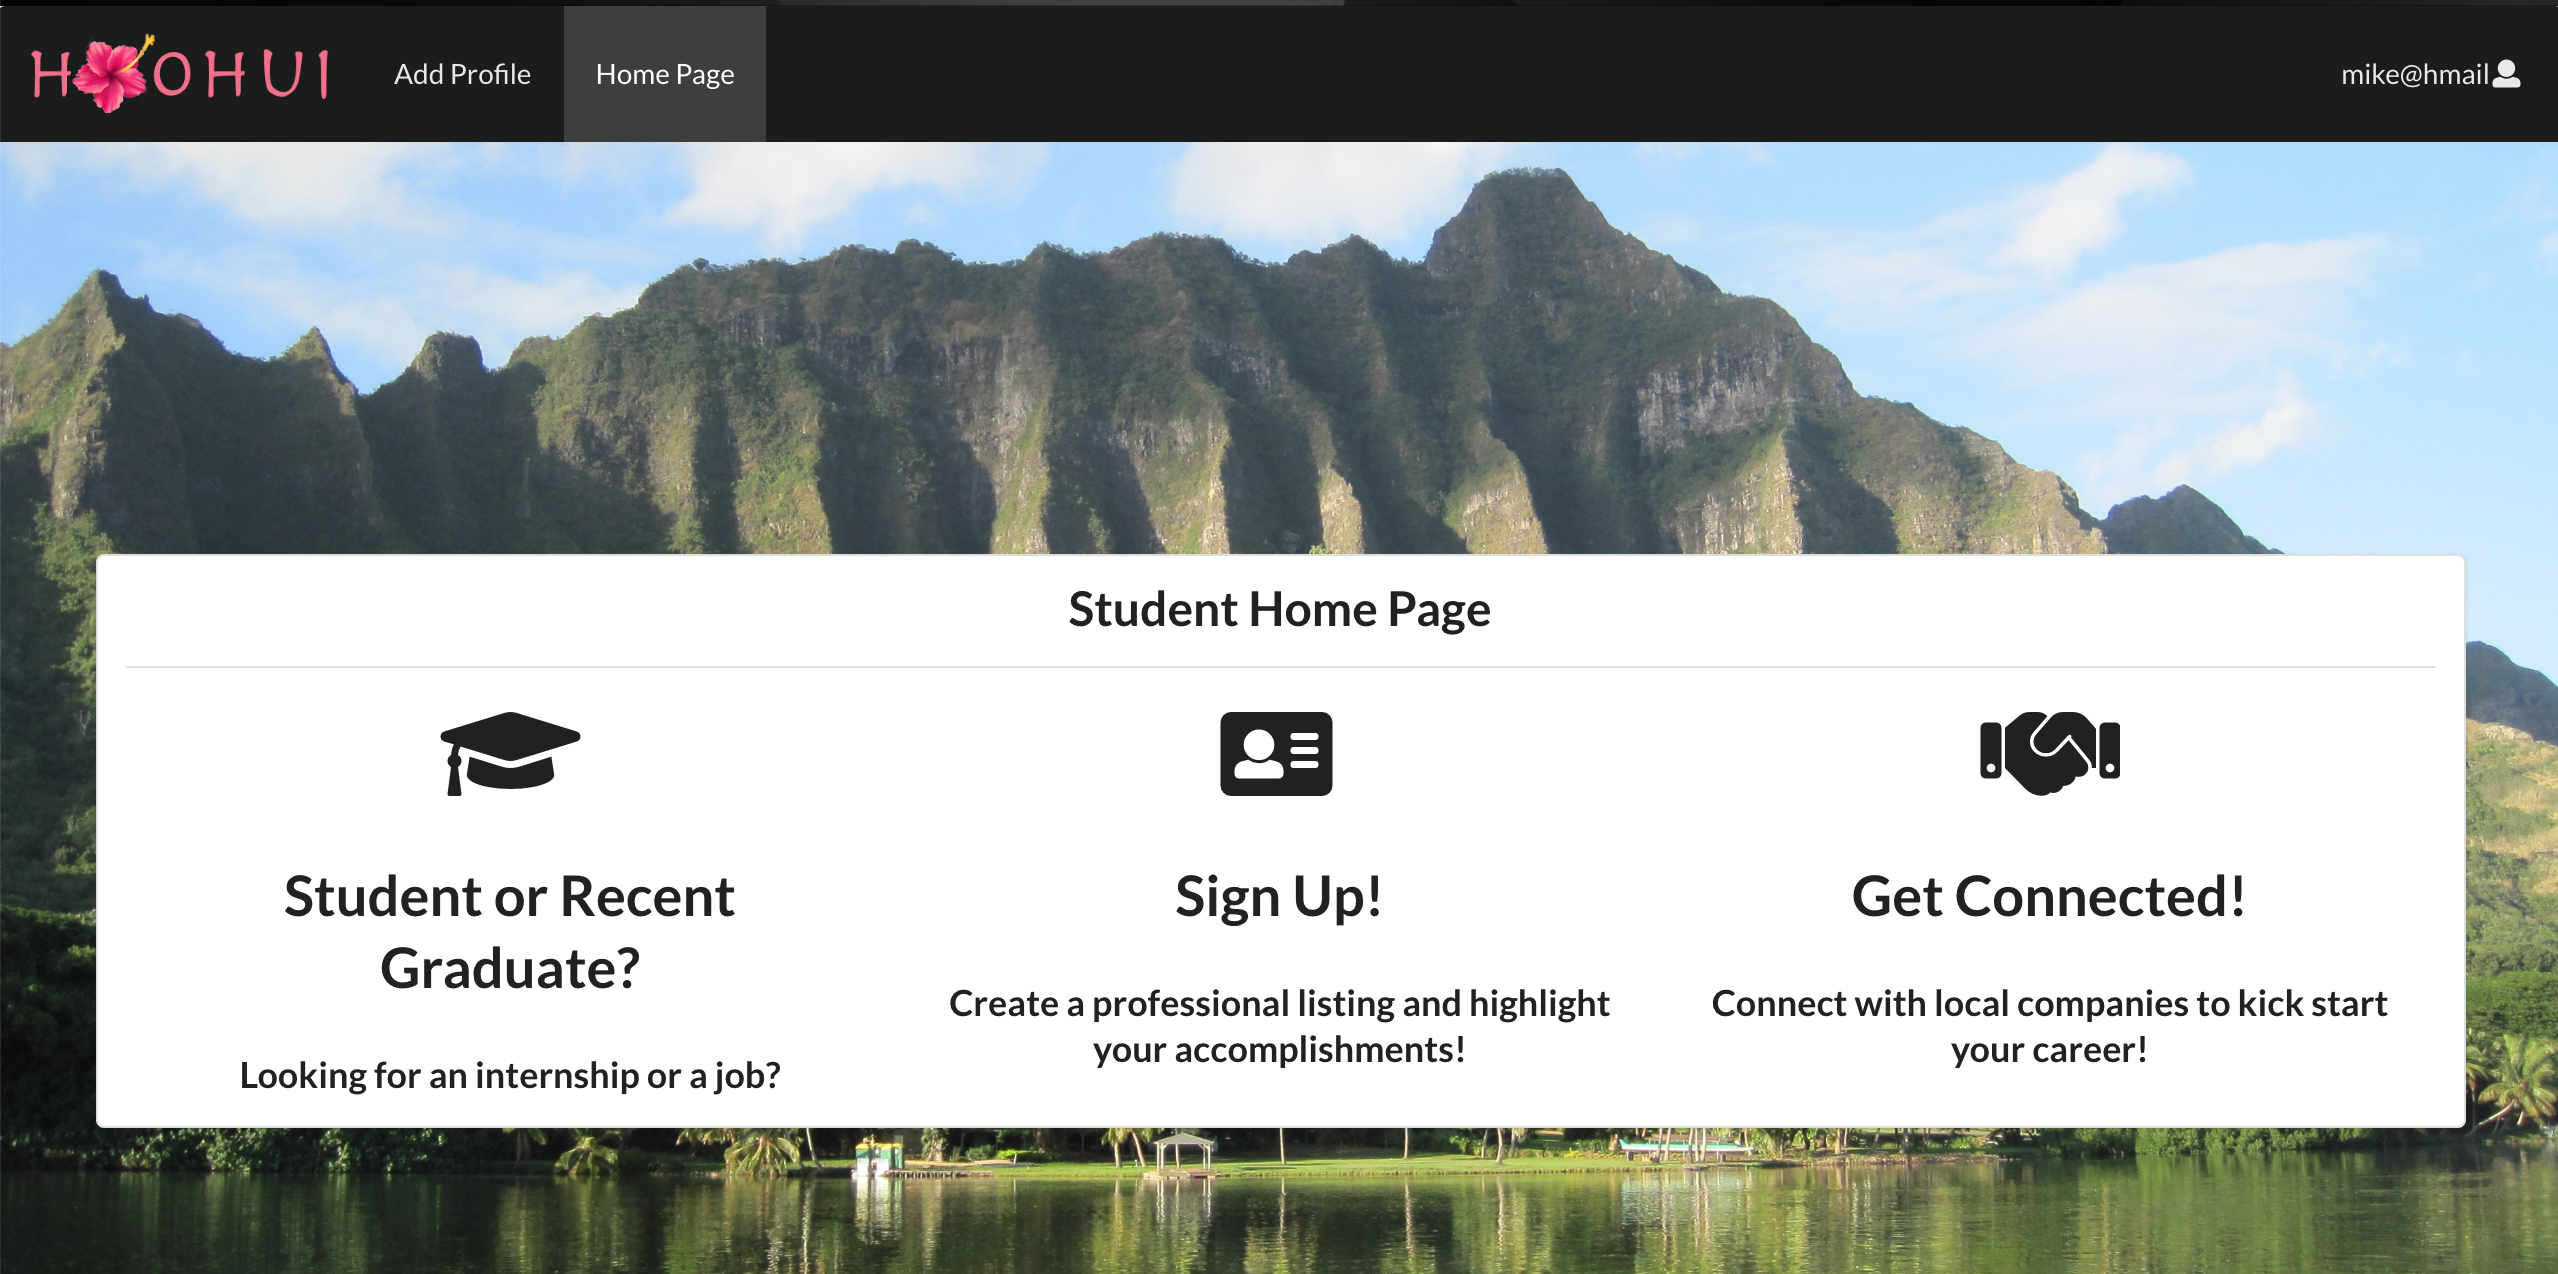 HOOHUI
Add Profile
Home Page
mike@hmail
Student Home Page
Student or Recent
Graduate?
Looking for an internship or a job?
Sign Up!
Create a professional listing and highlight
your accomplishments!
Get Connected!
Connect with local companies to kick start
your career!